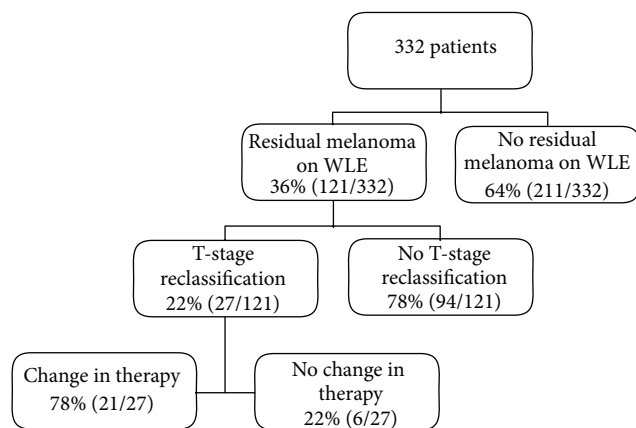 332 patients
Residual melanoma
on WLE
36% (121/332)
No residual
melanoma on WLE
64% (211/332)
T-stage
reclassification
22% (27/121)
No T-stage
reclassification
78% (94/121)
Change in therapy
78% (21/27)
No change in
therapy
22% (6/27)